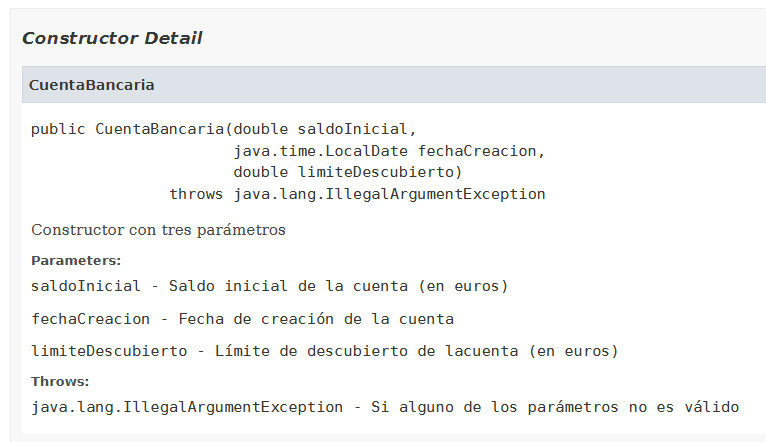 Constructor Detail
CuentaBancaria
public CuentaBancaria(double saldoInicial,
java.time.LocalDate fechaCreacion,
double limiteDescubierto)
throws java.lang.IllegalArgumentException
Constructor con tres parámetros
Parameters:
saldoInicial - Saldo inicial de la cuenta (en euros)
fechaCreacion - Fecha de creación de la cuenta
limiteDescubierto - Límite de descubierto de lacuenta (en euros)
Throws:
java.lang.IllegalArgumentException - Si alguno de los parámetros no es válido